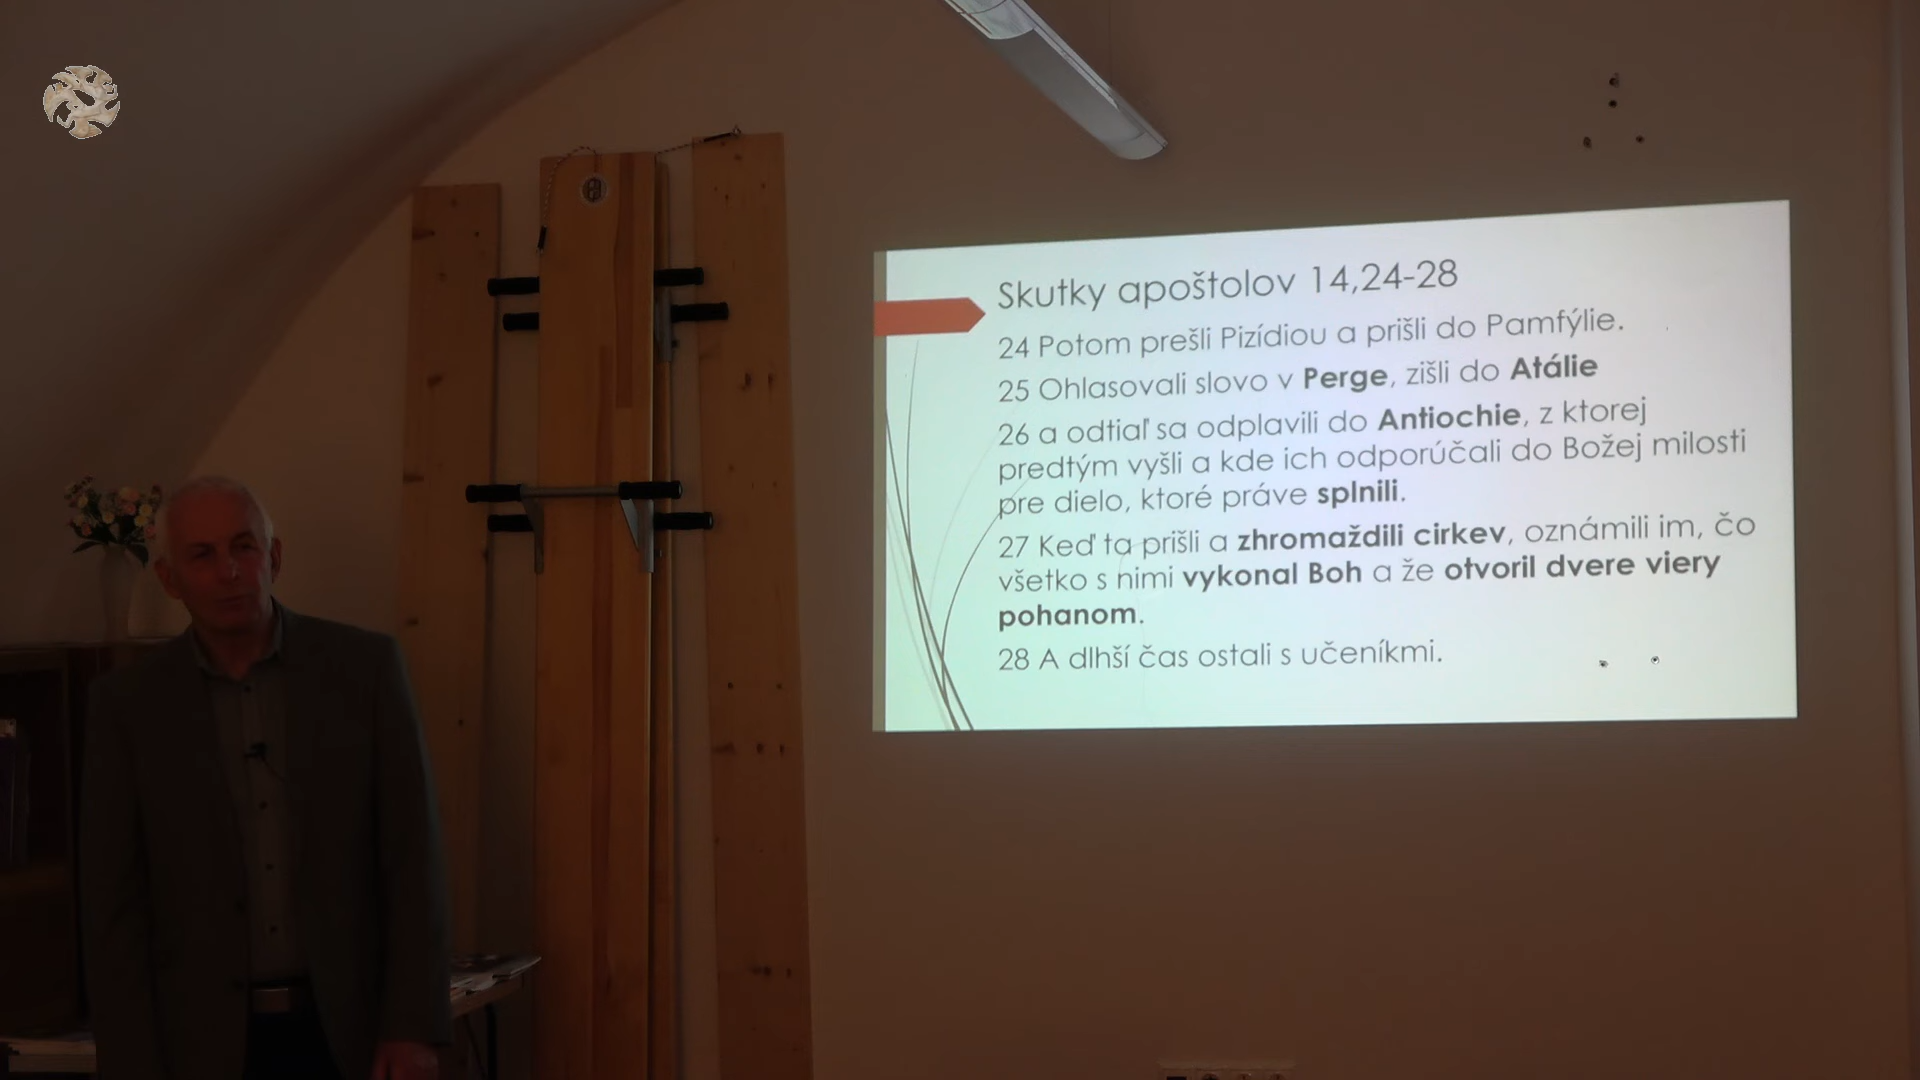 Skutky apoštolov 14,24-28
24 Potom prešli Pizídiou a prišli do Pamfýlie.
25 Ohlasovali slovo v Perge, zišli do Atálie
26 a odtiaľ sa odplavili do Antiochie, z ktorej
predtým vyšli a kde ich odporúčali do Božej milosti
pre dielo, ktoré práve splnili.
27 Keď ta prišli a zhromaždili cirkev, oznámili im, čo
všetko s nimi vykonal Boh a že otvoril dvere viery
pohanom.
28 A dlhší čas ostali s učeníkmi.